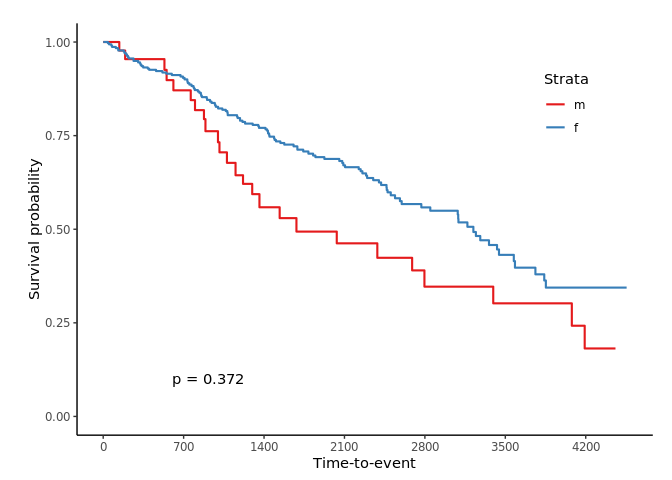 1.00
0.75
0.50
0.25
0.00
Survival probability
Strata
m
f
p = 0.372
0 700 1400 2100 2800 3500 4200
Time-to-event